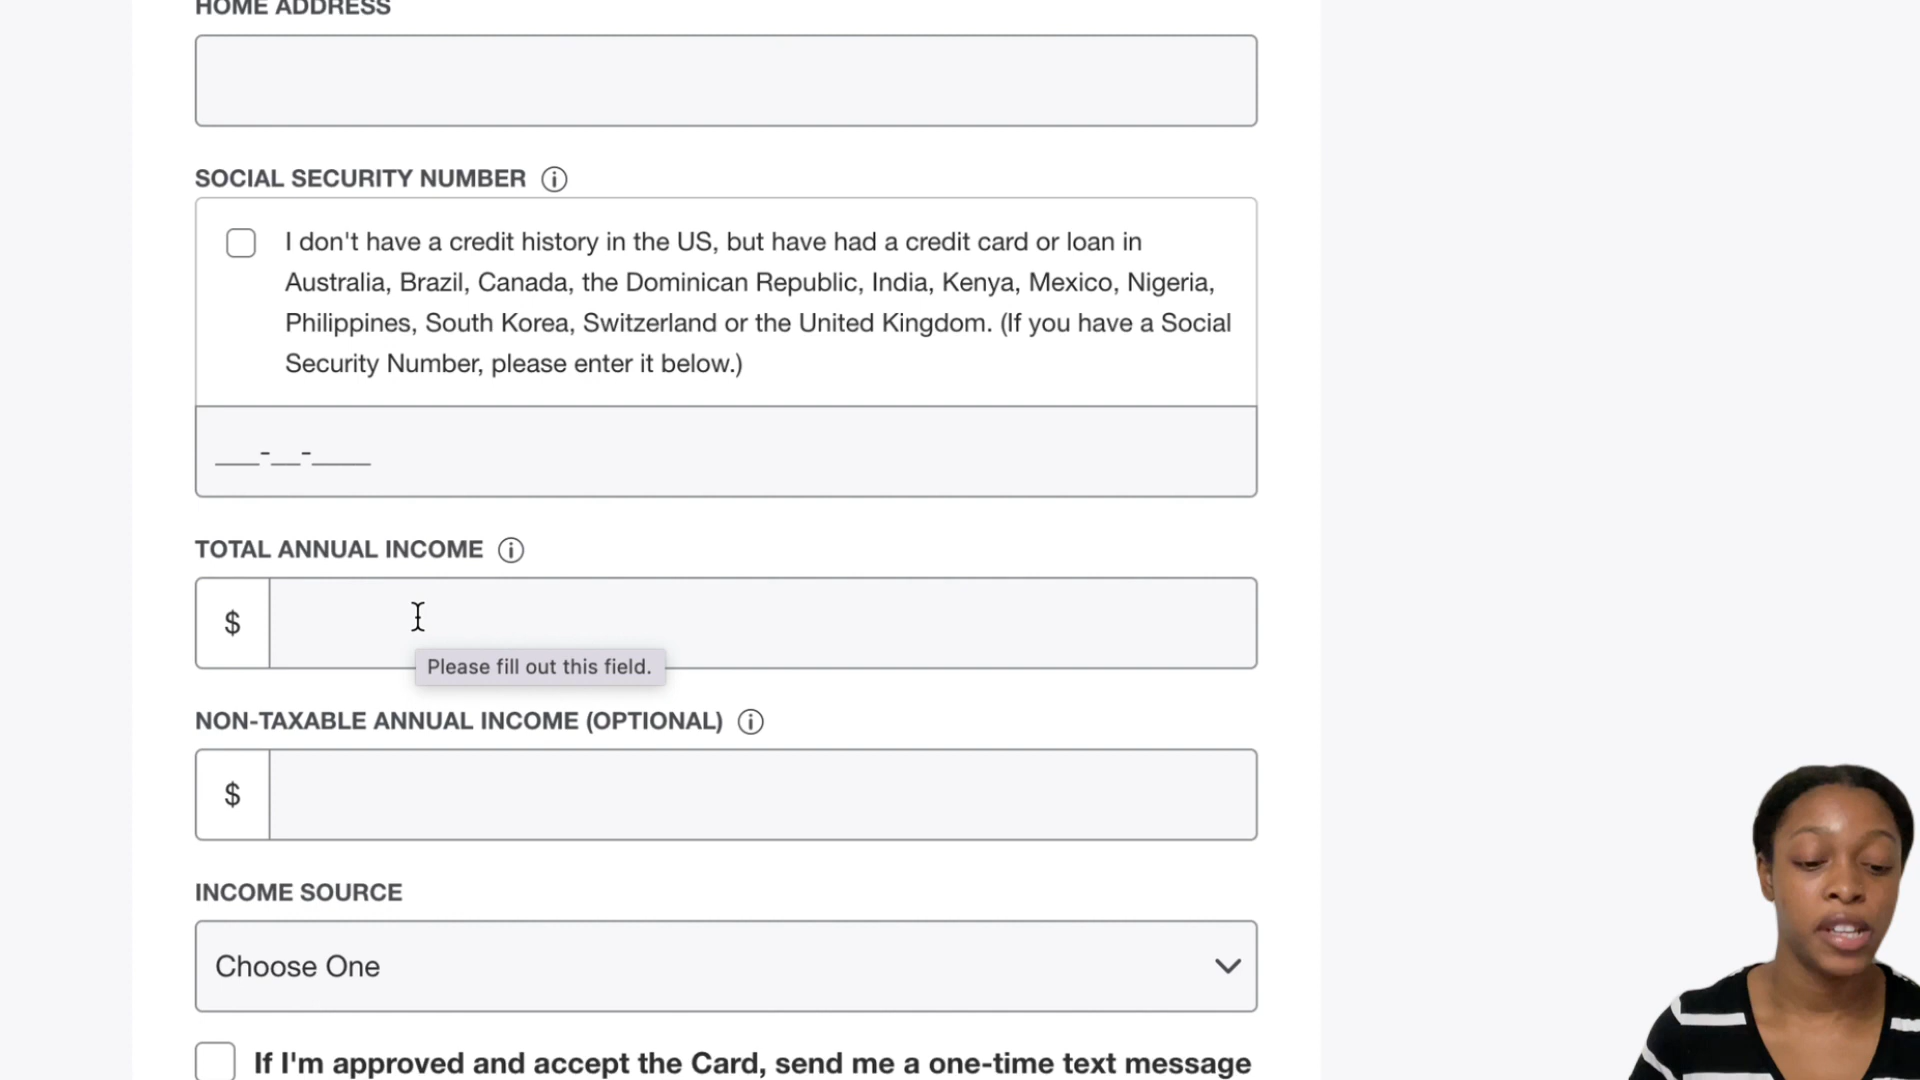 HOME ADDRESS
SOCIAL SECURITY NUMBER
I don't have a credit history in the US, but have had a credit card or loan in
Australia, Brazil, Canada, the Dominican Republic, India, Kenya, Mexico, Nigeria,
Philippines, South Korea, Switzerland or the United Kingdom. (If you have a Social
Security Number, please enter it below.)
___-__-____
TOTAL ANNUAL INCOME
$
Please fill out this field.
NON-TAXABLE ANNUAL INCOME (OPTIONAL)
$
INCOME SOURCE
Choose One
If I'm approved and accept the Card, send me a one-time text message